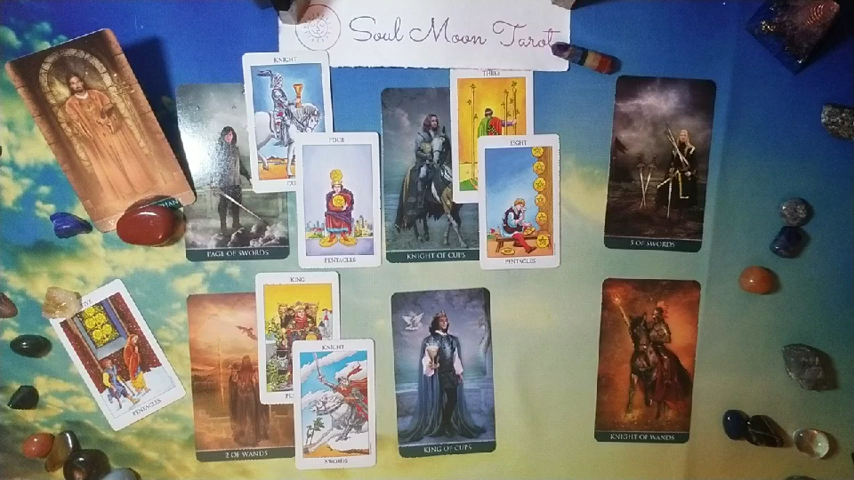 Soul Moon Tarot
KNIGHT
THREE
FOUR
EIGHT
PAGE OF SWORDS
PENTACLES
KNIGHT OF CUPS
PENTACLES
5 OF SWORDS
KING
KNIGHT
PENTACLES
2 OF WANDS
SWORDS
KING OF CUPS
KNIGHT OF WANDS